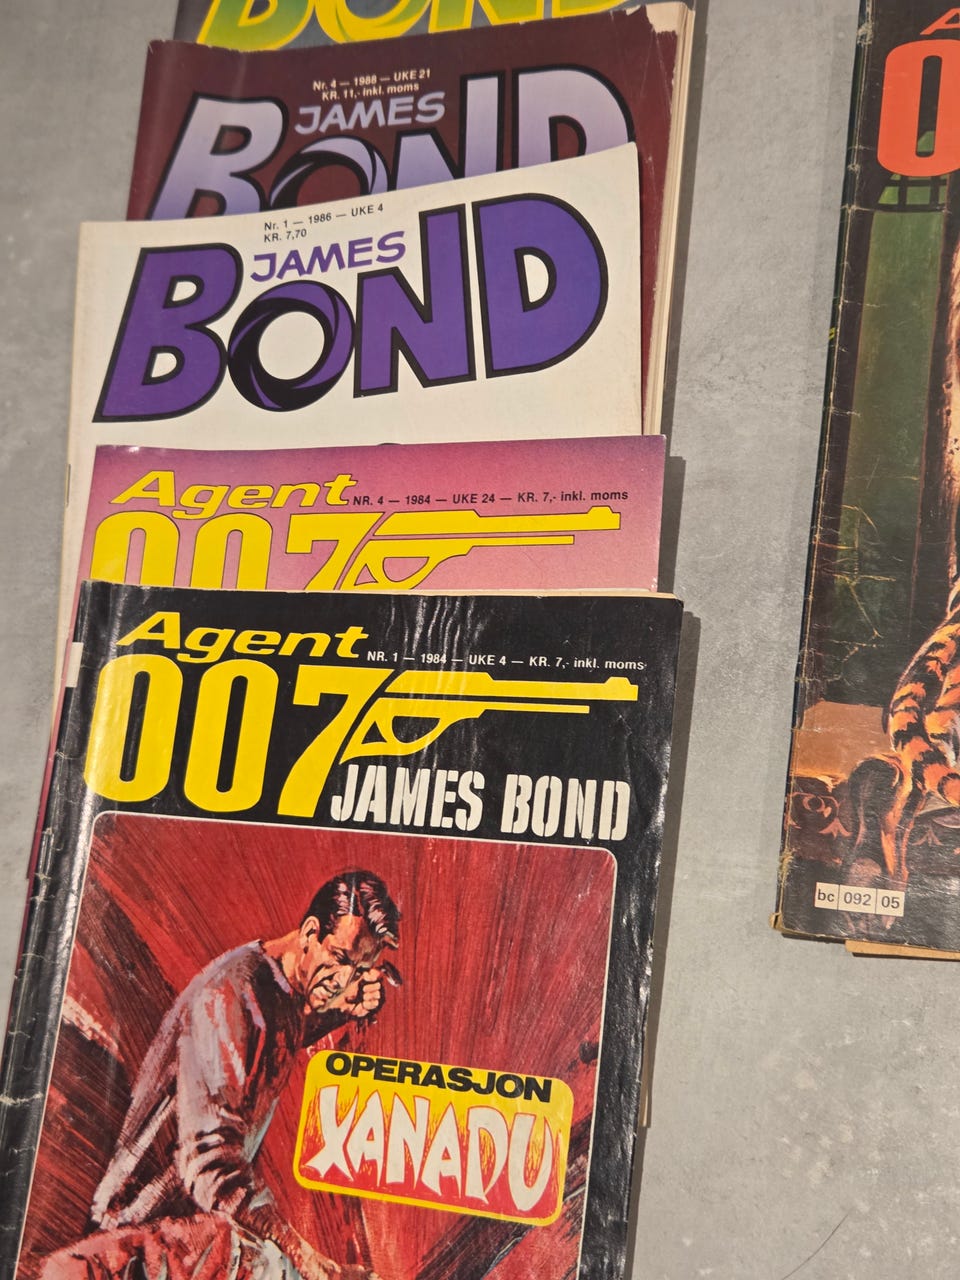 BOND
Nr. 4 — 1988 — UKE 21
KR. 11,- inkl. moms
JAMES
BOND
Nr. 1 — 1986 — UKE 4
KR. 7,70
JAMES
BOND
Agent
NR. 4 — 1984 — UKE 24 — KR. 7,- inkl. moms
007
Agent
NR. 1 — 1984 — UKE 4 — KR. 7,- inkl. moms
007
JAMES BOND
OPERASJON
XANADU
bc 092 05